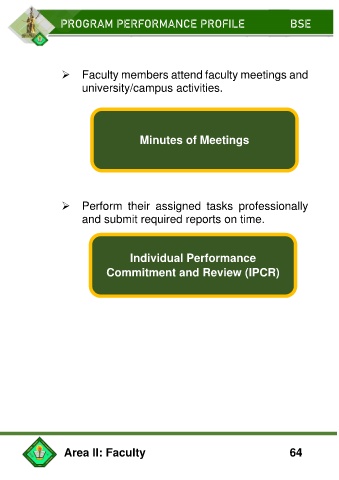 PROGRAM PERFORMANCE PROFILE BSE
➢ Faculty members attend faculty meetings and
university/campus activities.
Minutes of Meetings
➢ Perform their assigned tasks professionally
and submit required reports on time.
Individual Performance
Commitment and Review (IPCR)
Area II: Faculty 64